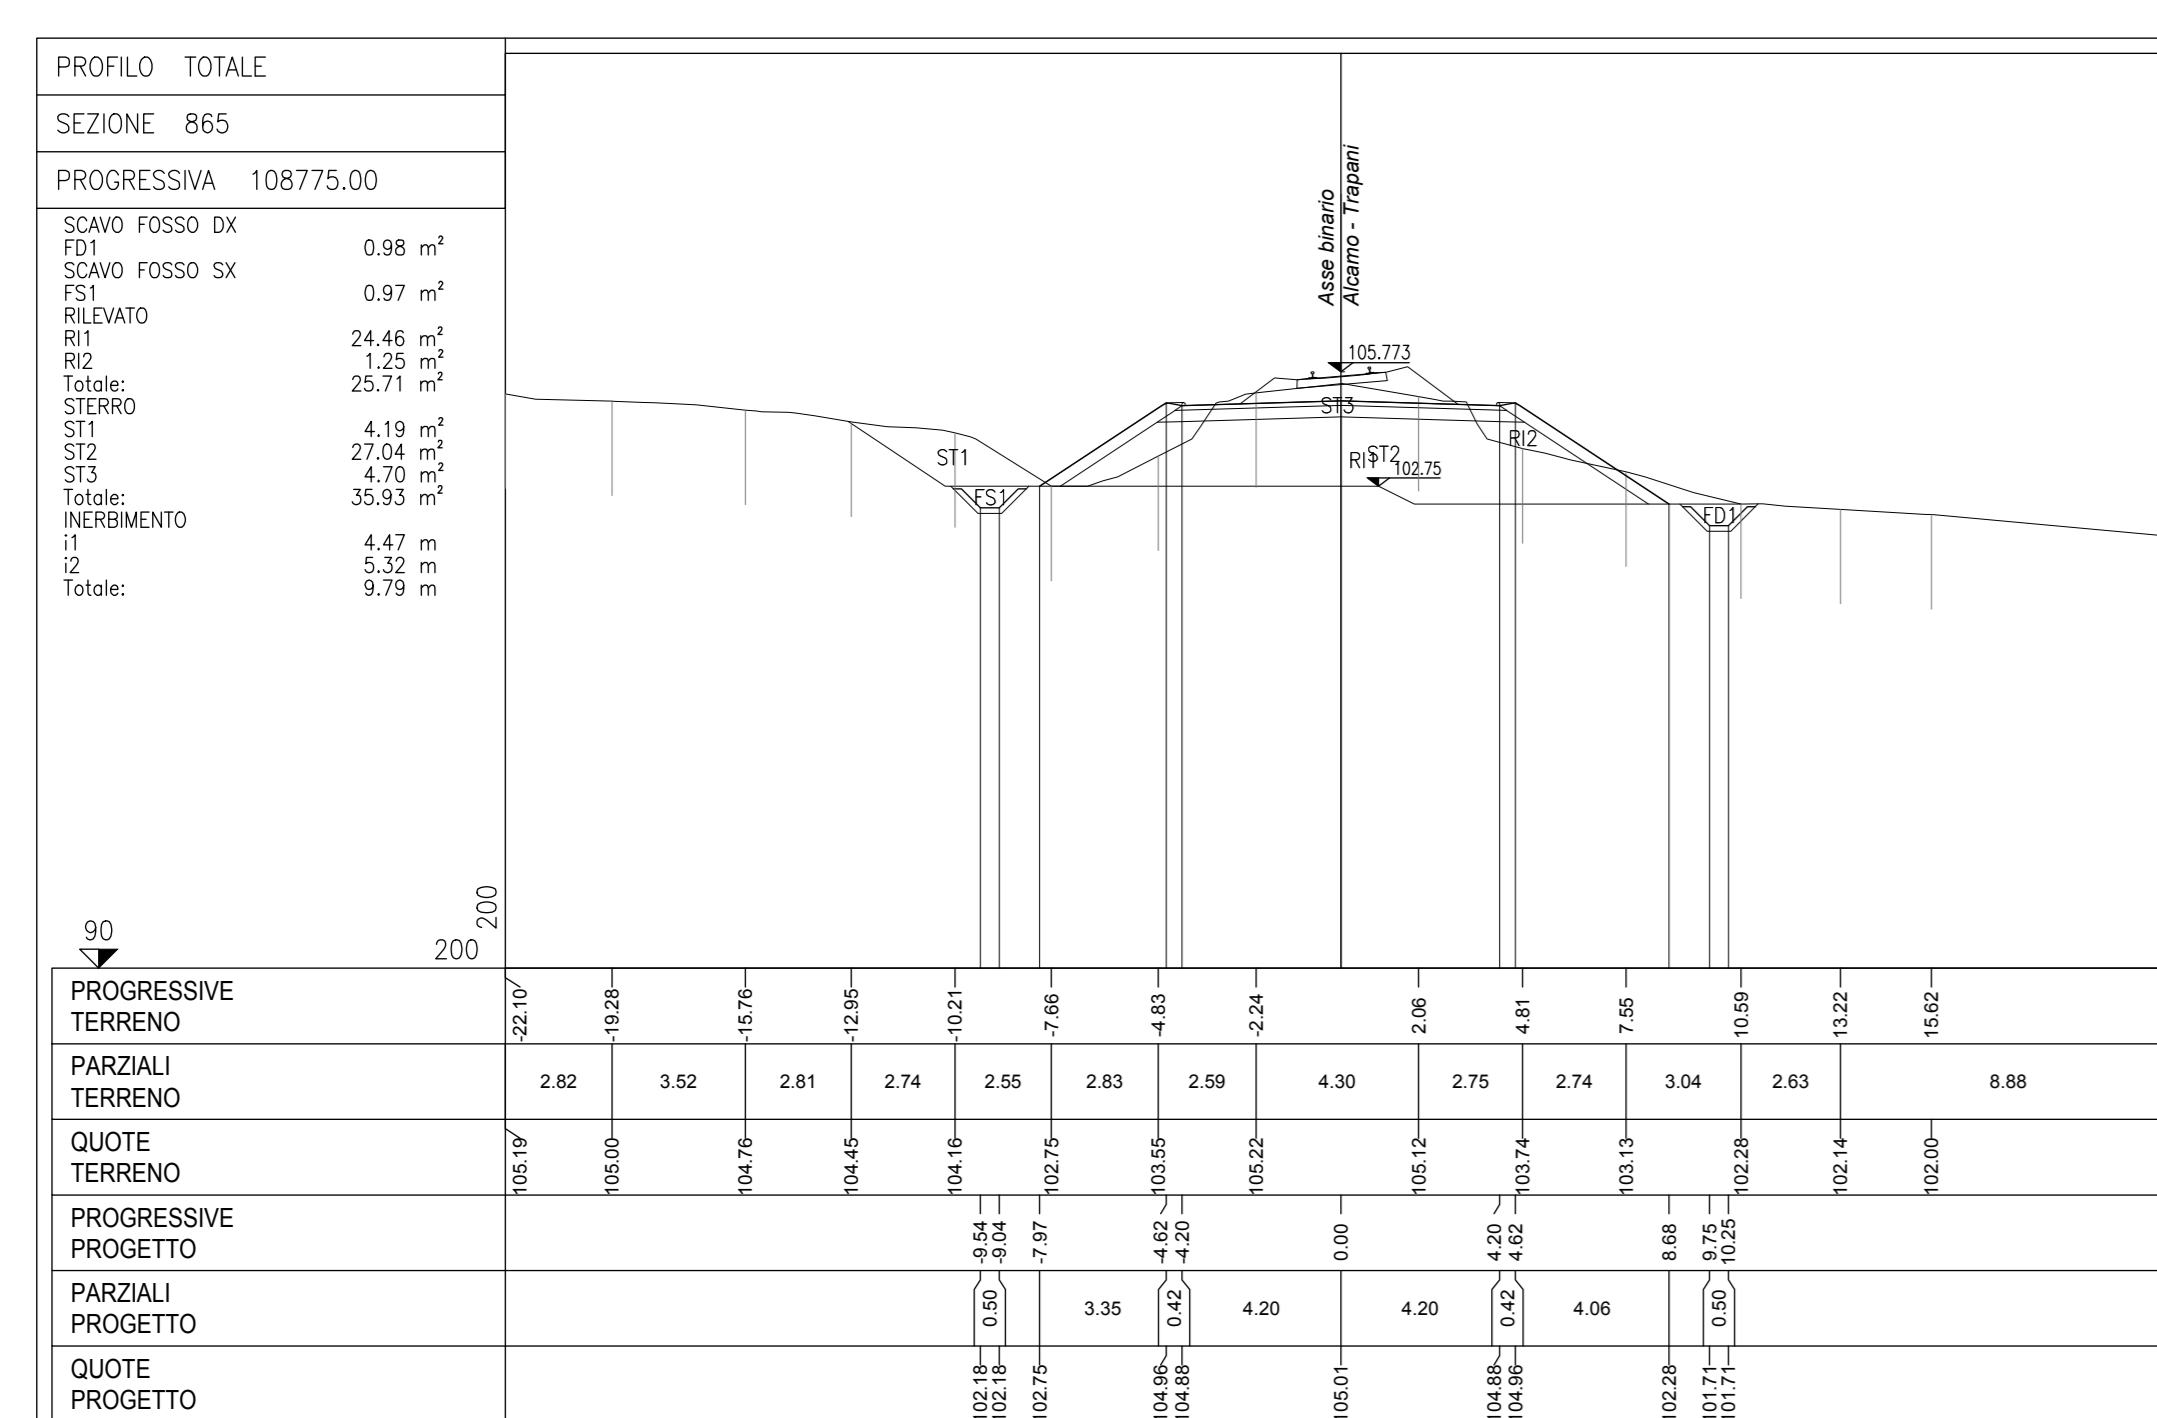 PROFILO TOTALE
SEZIONE 865
PROGRESSIVA 108775.00
SCAVO FOSSO DX
FD1 0.98 m²
SCAVO FOSSO SX
FS1 0.97 m²
RILEVATO
RI1 24.46 m²
RI2 1.25 m²
Totale: 25.71 m²
STERRO
ST1 4.19 m²
ST2 27.04 m²
ST3 4.70 m²
Totale: 35.93 m²
INERBIMENTO
i1 4.47 m
i2 5.32 m
Totale: 9.79 m
Asse binario
Alcamo - Trapani
105.773
ST3
RI2
ST1
RI1
ST2
102.75
FS1
FD1
200
90
200
PROGRESSIVE
TERRENO
-22.10 -19.28 -15.76 -12.95 -10.21 -7.66 -4.83 -2.24 2.06 4.81 7.55 10.59 13.22 15.62
PARZIALI
TERRENO
2.82 3.52 2.81 2.74 2.55 2.83 2.59 4.30 2.75 2.74 3.04 2.63 8.88
QUOTE
TERRENO
105.19 105.00 104.76 104.45 104.16 102.75 103.55 105.22 105.12 103.74 103.13 102.28 102.14 102.00
PROGRESSIVE
PROGETTO
-9.54 -9.04 -7.97 -4.62 -4.20 0.00 4.20 4.62 8.68 9.75 10.25
PARZIALI
PROGETTO
0.50 3.35 0.42 4.20 4.20 0.42 4.06 0.50
QUOTE
PROGETTO
102.18 102.18 102.75 104.96 104.88 105.01 104.88 104.96 102.28 101.71 101.71